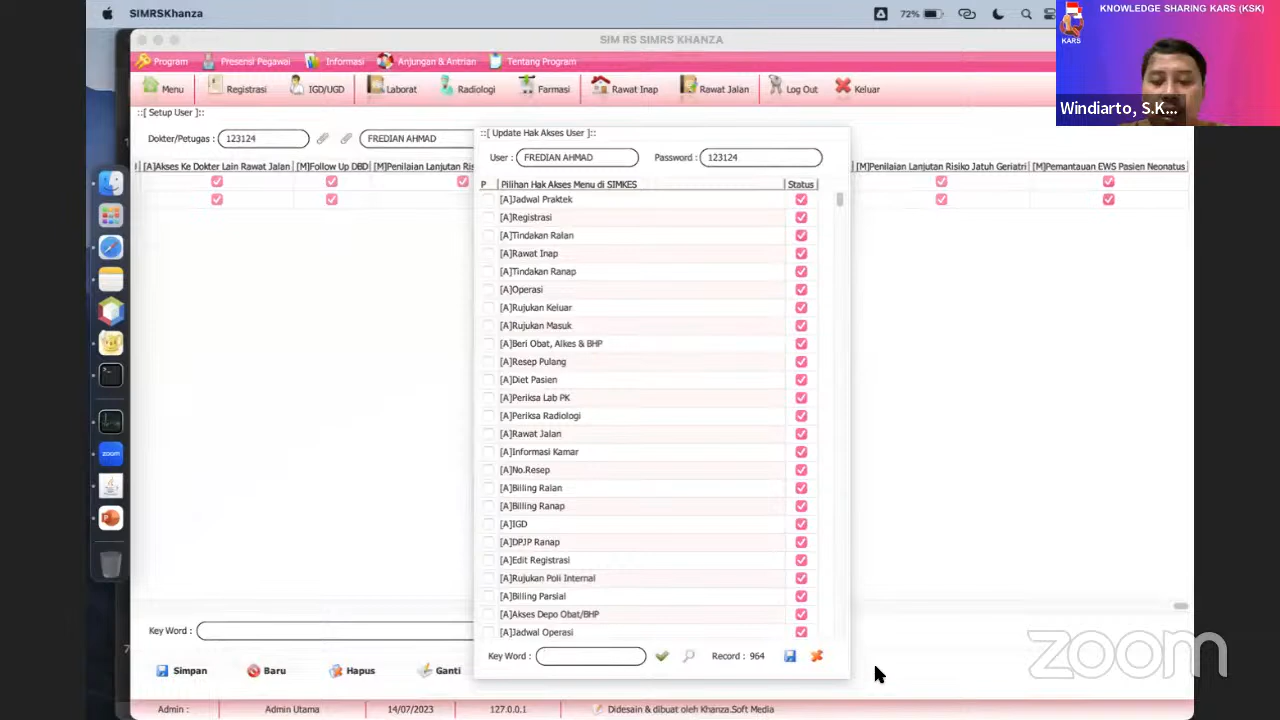 SIMRSKhanza
72%
KNOWLEDGE SHARING KARS (KSK)
KARS
Windiarto, S.K...
SIM RS SIMRS KHANZA
Program
Presensi Pegawai
Informasi
Anjungan & Antrian
Tentang Program
Menu
Registrasi
IGD/UGD
Laborat
Radiologi
Farmasi
Rawat Inap
Rawat Jalan
Log Out
Keluar
::[ Setup User ]::
Dokter/Petugas : 123124 FREDIAN AHMAD
[A]Akses Ke Dokter Lain Rawat Jalan
[M]Follow Up DBD
[M]Penilaian Lanjutan Ris
[M]Penilaian Lanjutan Risiko Jatuh Geriatri
[M]Pemantauan EWS Pasien Neonatus
::[ Update Hak Akses User ]::
User : FREDIAN AHMAD Password : 123124
P Pilihan Hak Akses Menu di SIMKES Status
[A]Jadwal Praktek
[A]Registrasi
[A]Tindakan Ralan
[A]Rawat Inap
[A]Tindakan Ranap
[A]Operasi
[A]Rujukan Keluar
[A]Rujukan Masuk
[A]Beri Obat, Alkes & BHP
[A]Resep Pulang
[A]Diet Pasien
[A]Periksa Lab PK
[A]Periksa Radiologi
[A]Rawat Jalan
[A]Informasi Kamar
[A]No.Resep
[A]Billing Ralan
[A]Billing Ranap
[A]IGD
[A]DPJP Ranap
[A]Edit Registrasi
[A]Rujukan Poli Internal
[A]Billing Parsial
[A]Akses Depo Obat/BHP
[A]Jadwal Operasi
Key Word : Record : 964
Key Word :
Simpan
Baru
Hapus
Ganti
Admin : Admin Utama 14/07/2023 127.0.0.1 Didesain & dibuat oleh Khanza.Soft Media
zoom
zoom